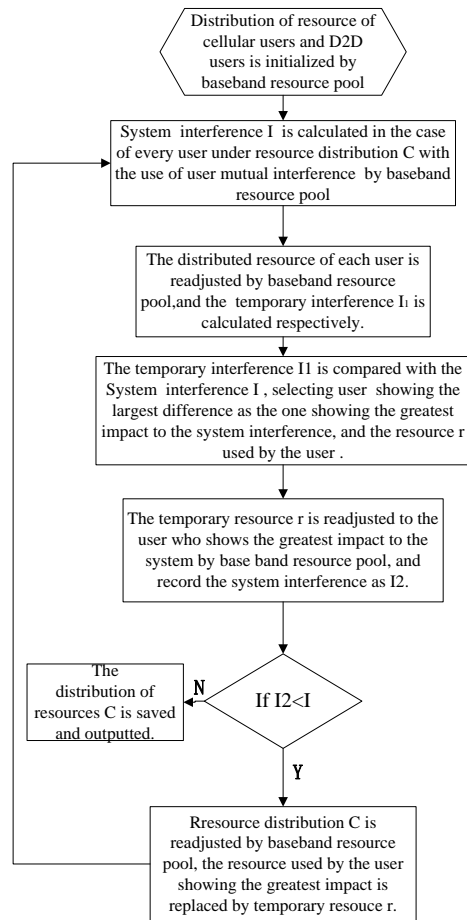 Distribution of resource of
cellular users and D2D
users is initialized by
baseband resource pool
System interference I is calculated in the case
of every user under resource distribution C with
the use of user mutual interference by baseband
resource pool
The distributed resource of each user is
readjusted by baseband resource
pool,and the temporary interference I₁ is
calculated respectively.
The temporary interference I1 is compared with the
System interference I , selecting user showing the
largest difference as the one showing the greatest
impact to the system interference, and the resource r
used by the user .
The temporary resource r is readjusted to the
user who shows the greatest impact to the
system by base band resource pool, and
record the system interference as I2.
If I2<I
N
The
distribution of
resources C is saved
and outputted.
Y
Rresource distribution C is
readjusted by baseband resource
pool, the resource used by the user
showing the greatest impact is
replaced by temporary resouce r.